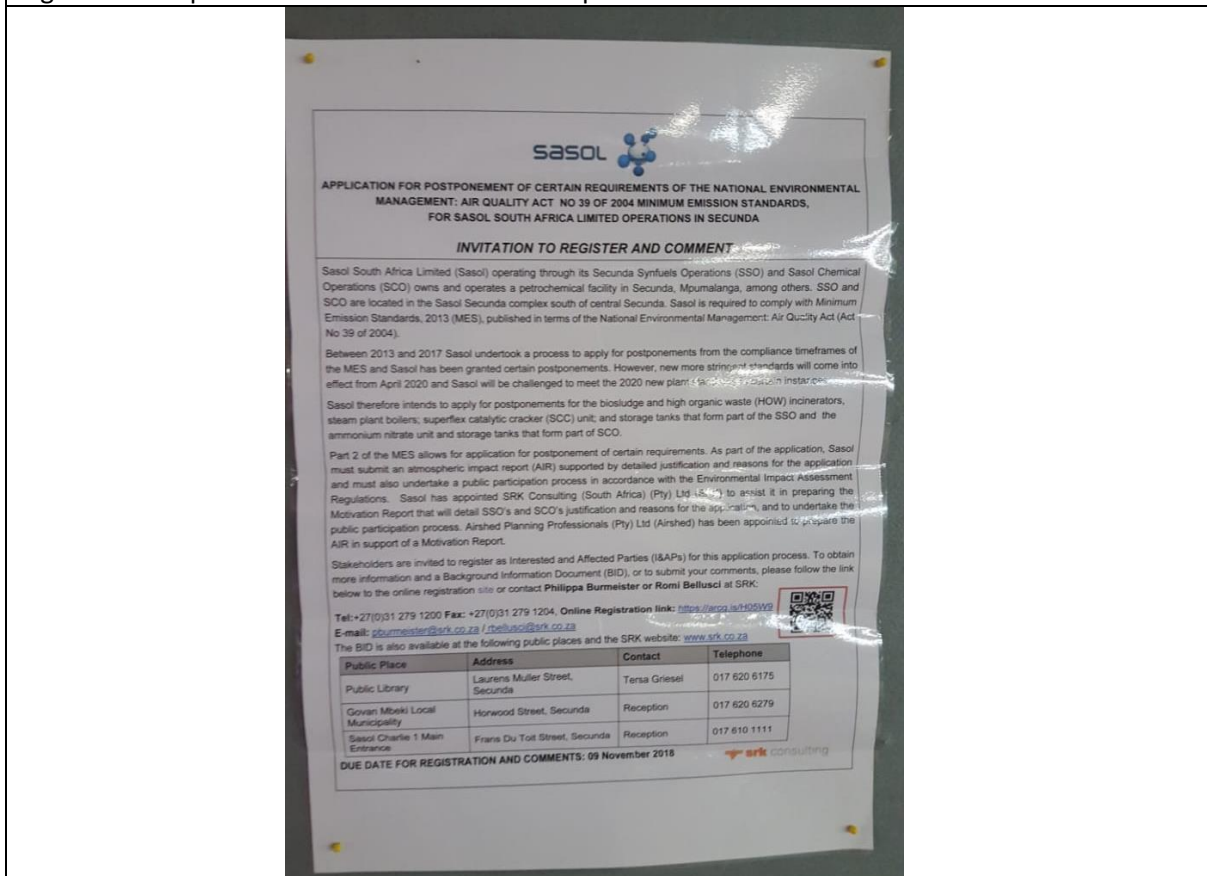 sasol
APPLICATION FOR POSTPONEMENT OF CERTAIN REQUIREMENTS OF THE NATIONAL ENVIRONMENTAL
MANAGEMENT: AIR QUALITY ACT NO 39 OF 2004 MINIMUM EMISSION STANDARDS,
FOR SASOL SOUTH AFRICA LIMITED OPERATIONS IN SECUNDA
INVITATION TO REGISTER AND COMMENT
Sasol South Africa Limited (Sasol) operating through its Secunda Synfuels Operations (SSO) and Sasol Chemical
Operations (SCO) owns and operates a petrochemical facility in Secunda, Mpumalanga, among others. SSO and
SCO are located in the Sasol Secunda complex south of central Secunda. Sasol is required to comply with Minimum
Emission Standards, 2013 (MES), published in terms of the National Environmental Management: Air Quality Act (Act
No 39 of 2004).
Between 2013 and 2017 Sasol undertook a process to apply for postponements from the compliance timeframes of
the MES and Sasol has been granted certain postponements. However, new more stringent standards will come into
effect from April 2020 and Sasol will be challenged to meet the 2020 new plant
Sasol therefore intends to apply for postponements for the biosludge and high organic waste (HOW) incinerators,
steam plant boilers; superflex catalytic cracker (SCC) unit; and storage tanks that form part of the SSO and the
ammonium nitrate unit and storage tanks that form part of SCO.
Part 2 of the MES allows for application for postponement of certain requirements. As part of the application, Sasol
must submit an atmospheric impact report (AIR) supported by detailed justification and reasons for the application
and must also undertake a public participation process in accordance with the Environmental Impact Assessment
Regulations. Sasol has appointed SRK Consulting (South Africa) (Pty) Ltd to assist it in preparing the
Motivation Report that will detail SSO's and SCO's justification and reasons for the application, and to undertake the
public participation process. Airshed Planning Professionals (Pty) Ltd (Airshed) has been appointed to prepare the
AIR in support of a Motivation Report.
Stakeholders are invited to register as Interested and Affected Parties (I&APs) for this application process. To obtain
more information and a Background Information Document (BID), or to submit your comments, please follow the link
below to the online registration site or contact Philippa Burmeister or Romi Bellusci at SRK:
Tel:+27(0)31 279 1200 Fax: +27(0)31 279 1204, Online Registration link: https://arcg.is/H05W9
E-mail: pburmeister@srk.co.za / rbellusci@srk.co.za
The BID is also available at the following public places and the SRK website: www.srk.co.za
Public Place Address Contact Telephone
Public Library Laurens Muller Street, Secunda Tersa Griesel 017 620 6175
Govan Mbeki Local Municipality Horwood Street, Secunda Reception 017 620 6279
Sasol Charlie 1 Main Entrance Frans Du Toit Street, Secunda Reception 017 610 1111
DUE DATE FOR REGISTRATION AND COMMENTS: 09 November 2018
srk consulting